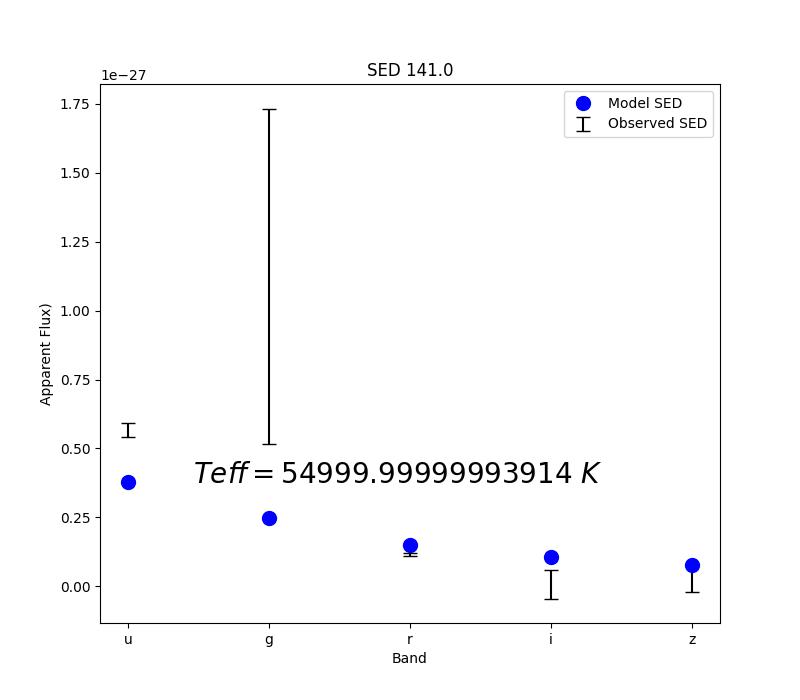 SED 141.0
1e−27
Model SED
Observed SED
1.75
1.50
1.25
1.00
0.75
0.50
0.25
0.00
Apparent Flux)
Teff = 54999.99999993914 K
u g r i z
Band